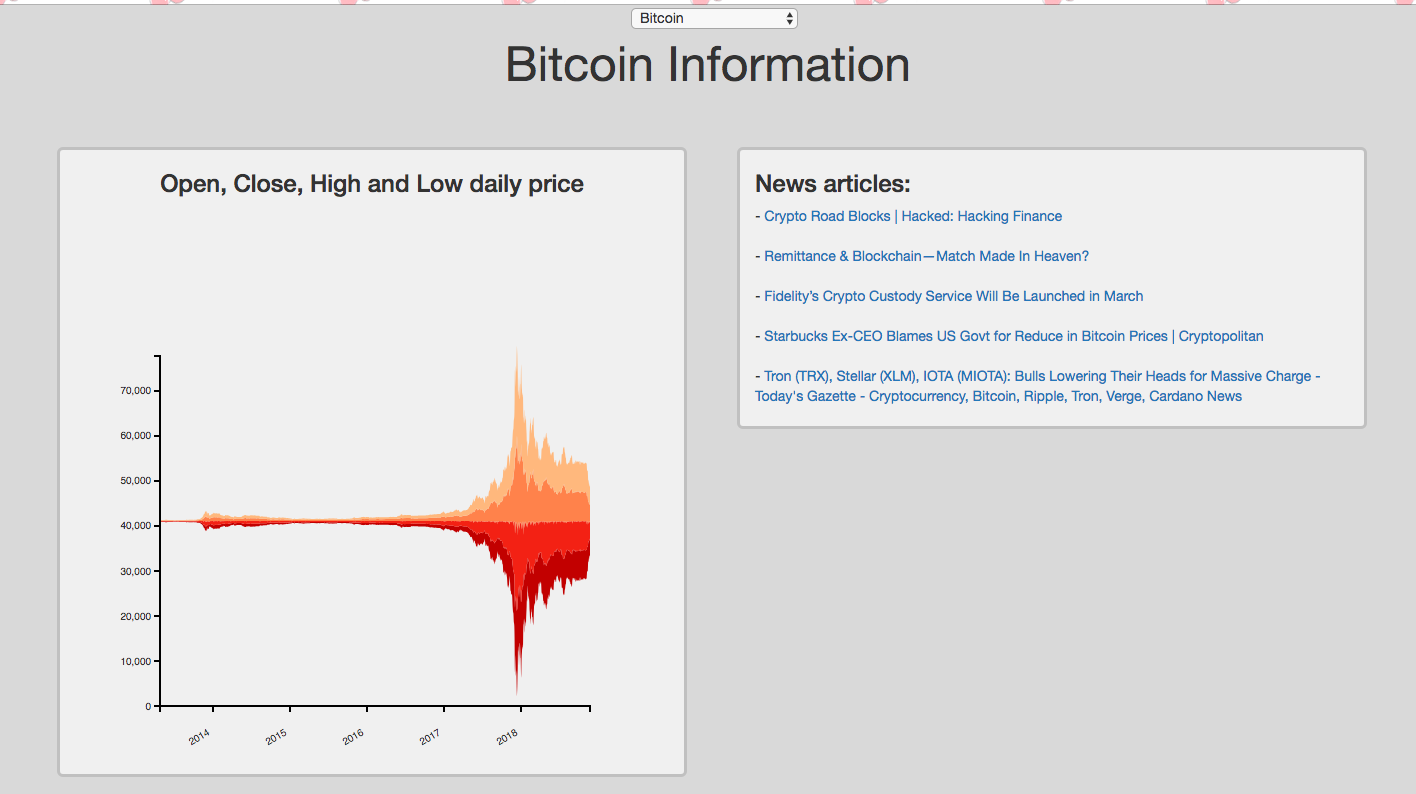 Bitcoin
Bitcoin Information
Open, Close, High and Low daily price
70,000
60,000
50,000
40,000
30,000
20,000
10,000
0
2014
2015
2016
2017
2018
News articles:
- Crypto Road Blocks | Hacked: Hacking Finance
- Remittance & Blockchain—Match Made In Heaven?
- Fidelity’s Crypto Custody Service Will Be Launched in March
- Starbucks Ex-CEO Blames US Govt for Reduce in Bitcoin Prices | Cryptopolitan
- Tron (TRX), Stellar (XLM), IOTA (MIOTA): Bulls Lowering Their Heads for Massive Charge -
Today's Gazette - Cryptocurrency, Bitcoin, Ripple, Tron, Verge, Cardano News